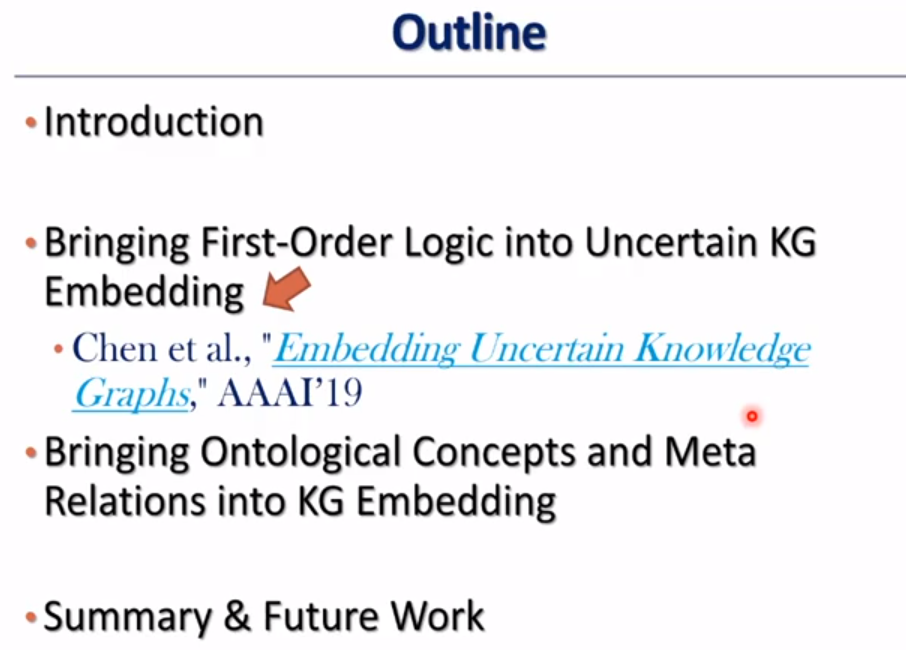 Outline
• Introduction
• Bringing First-Order Logic into Uncertain KG
Embedding
• Chen et al., "Embedding Uncertain Knowledge
Graphs," AAAI’19
• Bringing Ontological Concepts and Meta
Relations into KG Embedding
• Summary & Future Work